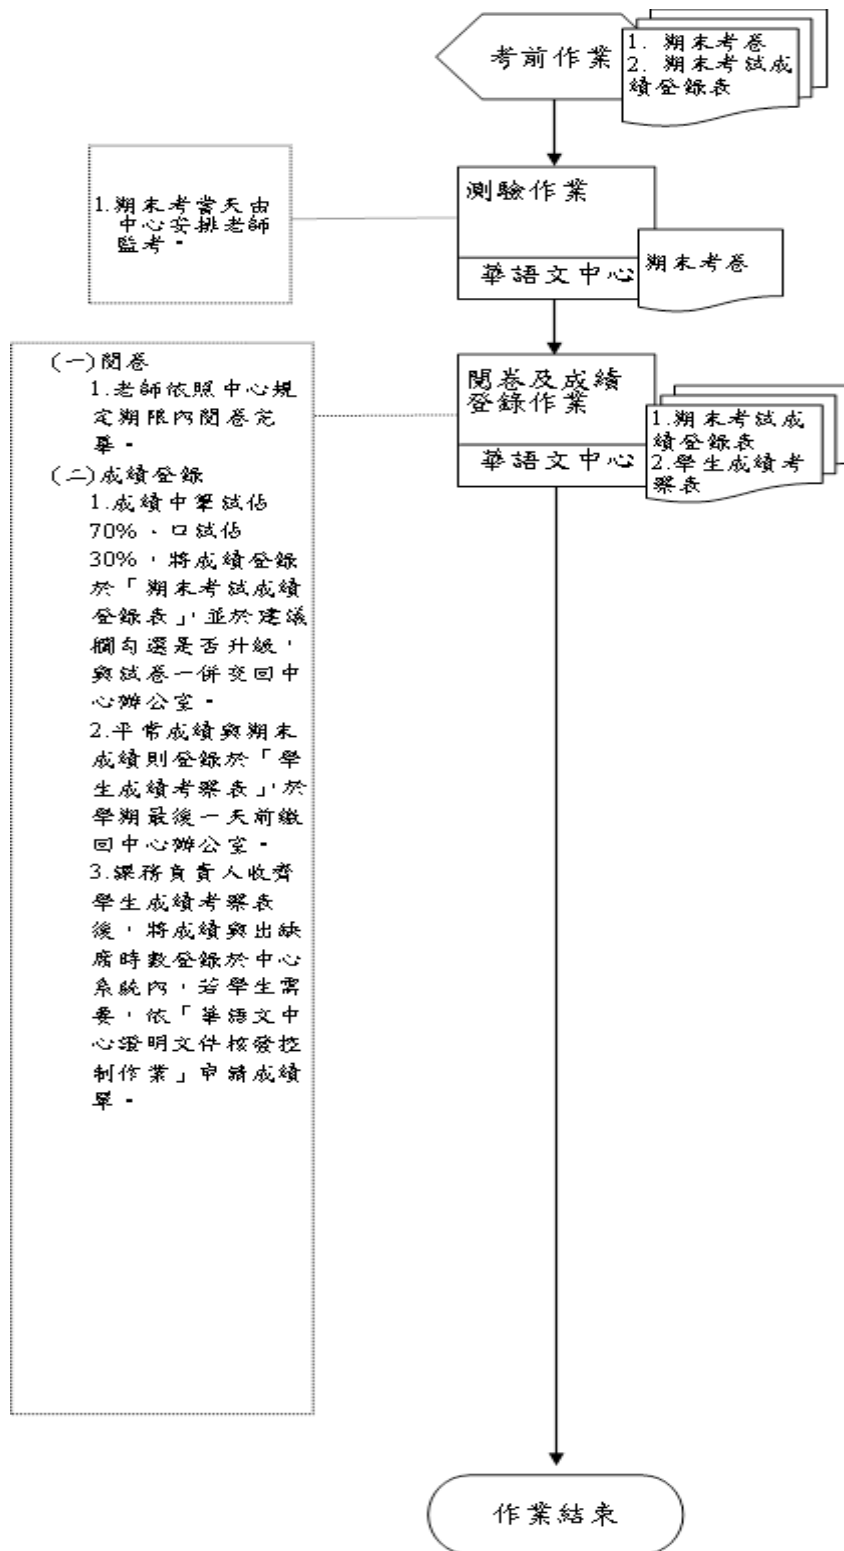 考前作業
1. 期末考卷
2. 期末考試成
績登錄表
1.期末考當天由
中心安排老師
監考。
測驗作業
華語文中心
期末考卷
(一)閱卷
1.老師依照中心規
定期限內閱卷完
畢。
(二)成績登錄
1.成績中筆試佔
70%、口試佔
30%,將成績登錄
於「期末考試成績
登錄表」,並於建議
欄勾選是否升級,
與試卷一併交回中
心辦公室。
2.平常成績與期末
成績則登錄於「學
生成績考察表」,於
學期最後一天前繳
回中心辦公室。
3.課務負責人收齊
學生成績考察表
後,將成績與出缺
席時數登錄於中心
系統內,若學生需
要,依「華語文中
心證明文件核發控
制作業」申請成績
單。
閱卷及成績
登錄作業
華語文中心
1.期末考試成
績登錄表
2.學生成績考
察表
作業結束